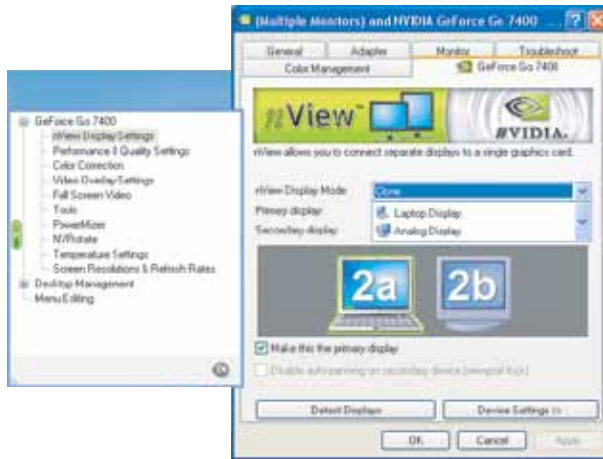 (Multiple Monitors) and NVIDIA GeForce Go 7400 ...
General
Adapter
Monitor
Troubleshoot
Color Management
GeForce Go 7400
nView
NVIDIA.
nView allows you to connect separate displays to a single graphics card.
nView Display Mode
Clone
Primary display:
Laptop Display
Secondary display:
Analog Display
2a
2b
Make this the primary display
Disable auto-panning on secondary device (viewport lock)
Detect Displays
Device Settings >>
OK
Cancel
Apply
GeForce Go 7400
nView Display Settings
Performance & Quality Settings
Color Correction
Video Overlay Settings
Full Screen Video
Tools
PowerMizer
NVRotate
Temperature Settings
Screen Resolutions & Refresh Rates
Desktop Management
Menu Editing